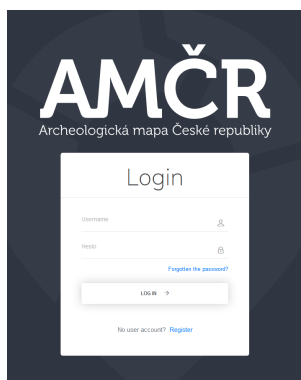 AMČR
Archeologická mapa České republiky
Login
Username
Heslo
Forgotten the password?
LOG IN →
No user account? Register